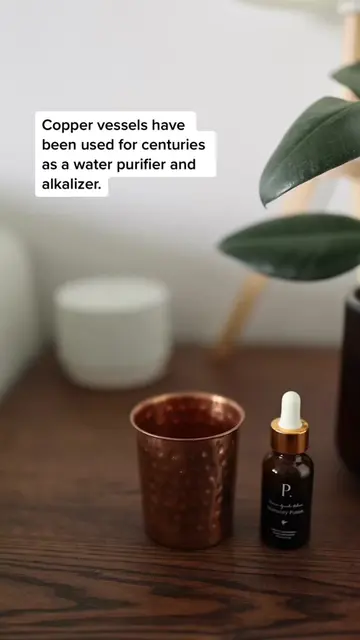 Copper vessels have
been used for centuries
as a water purifier and
alkalizer.
P.